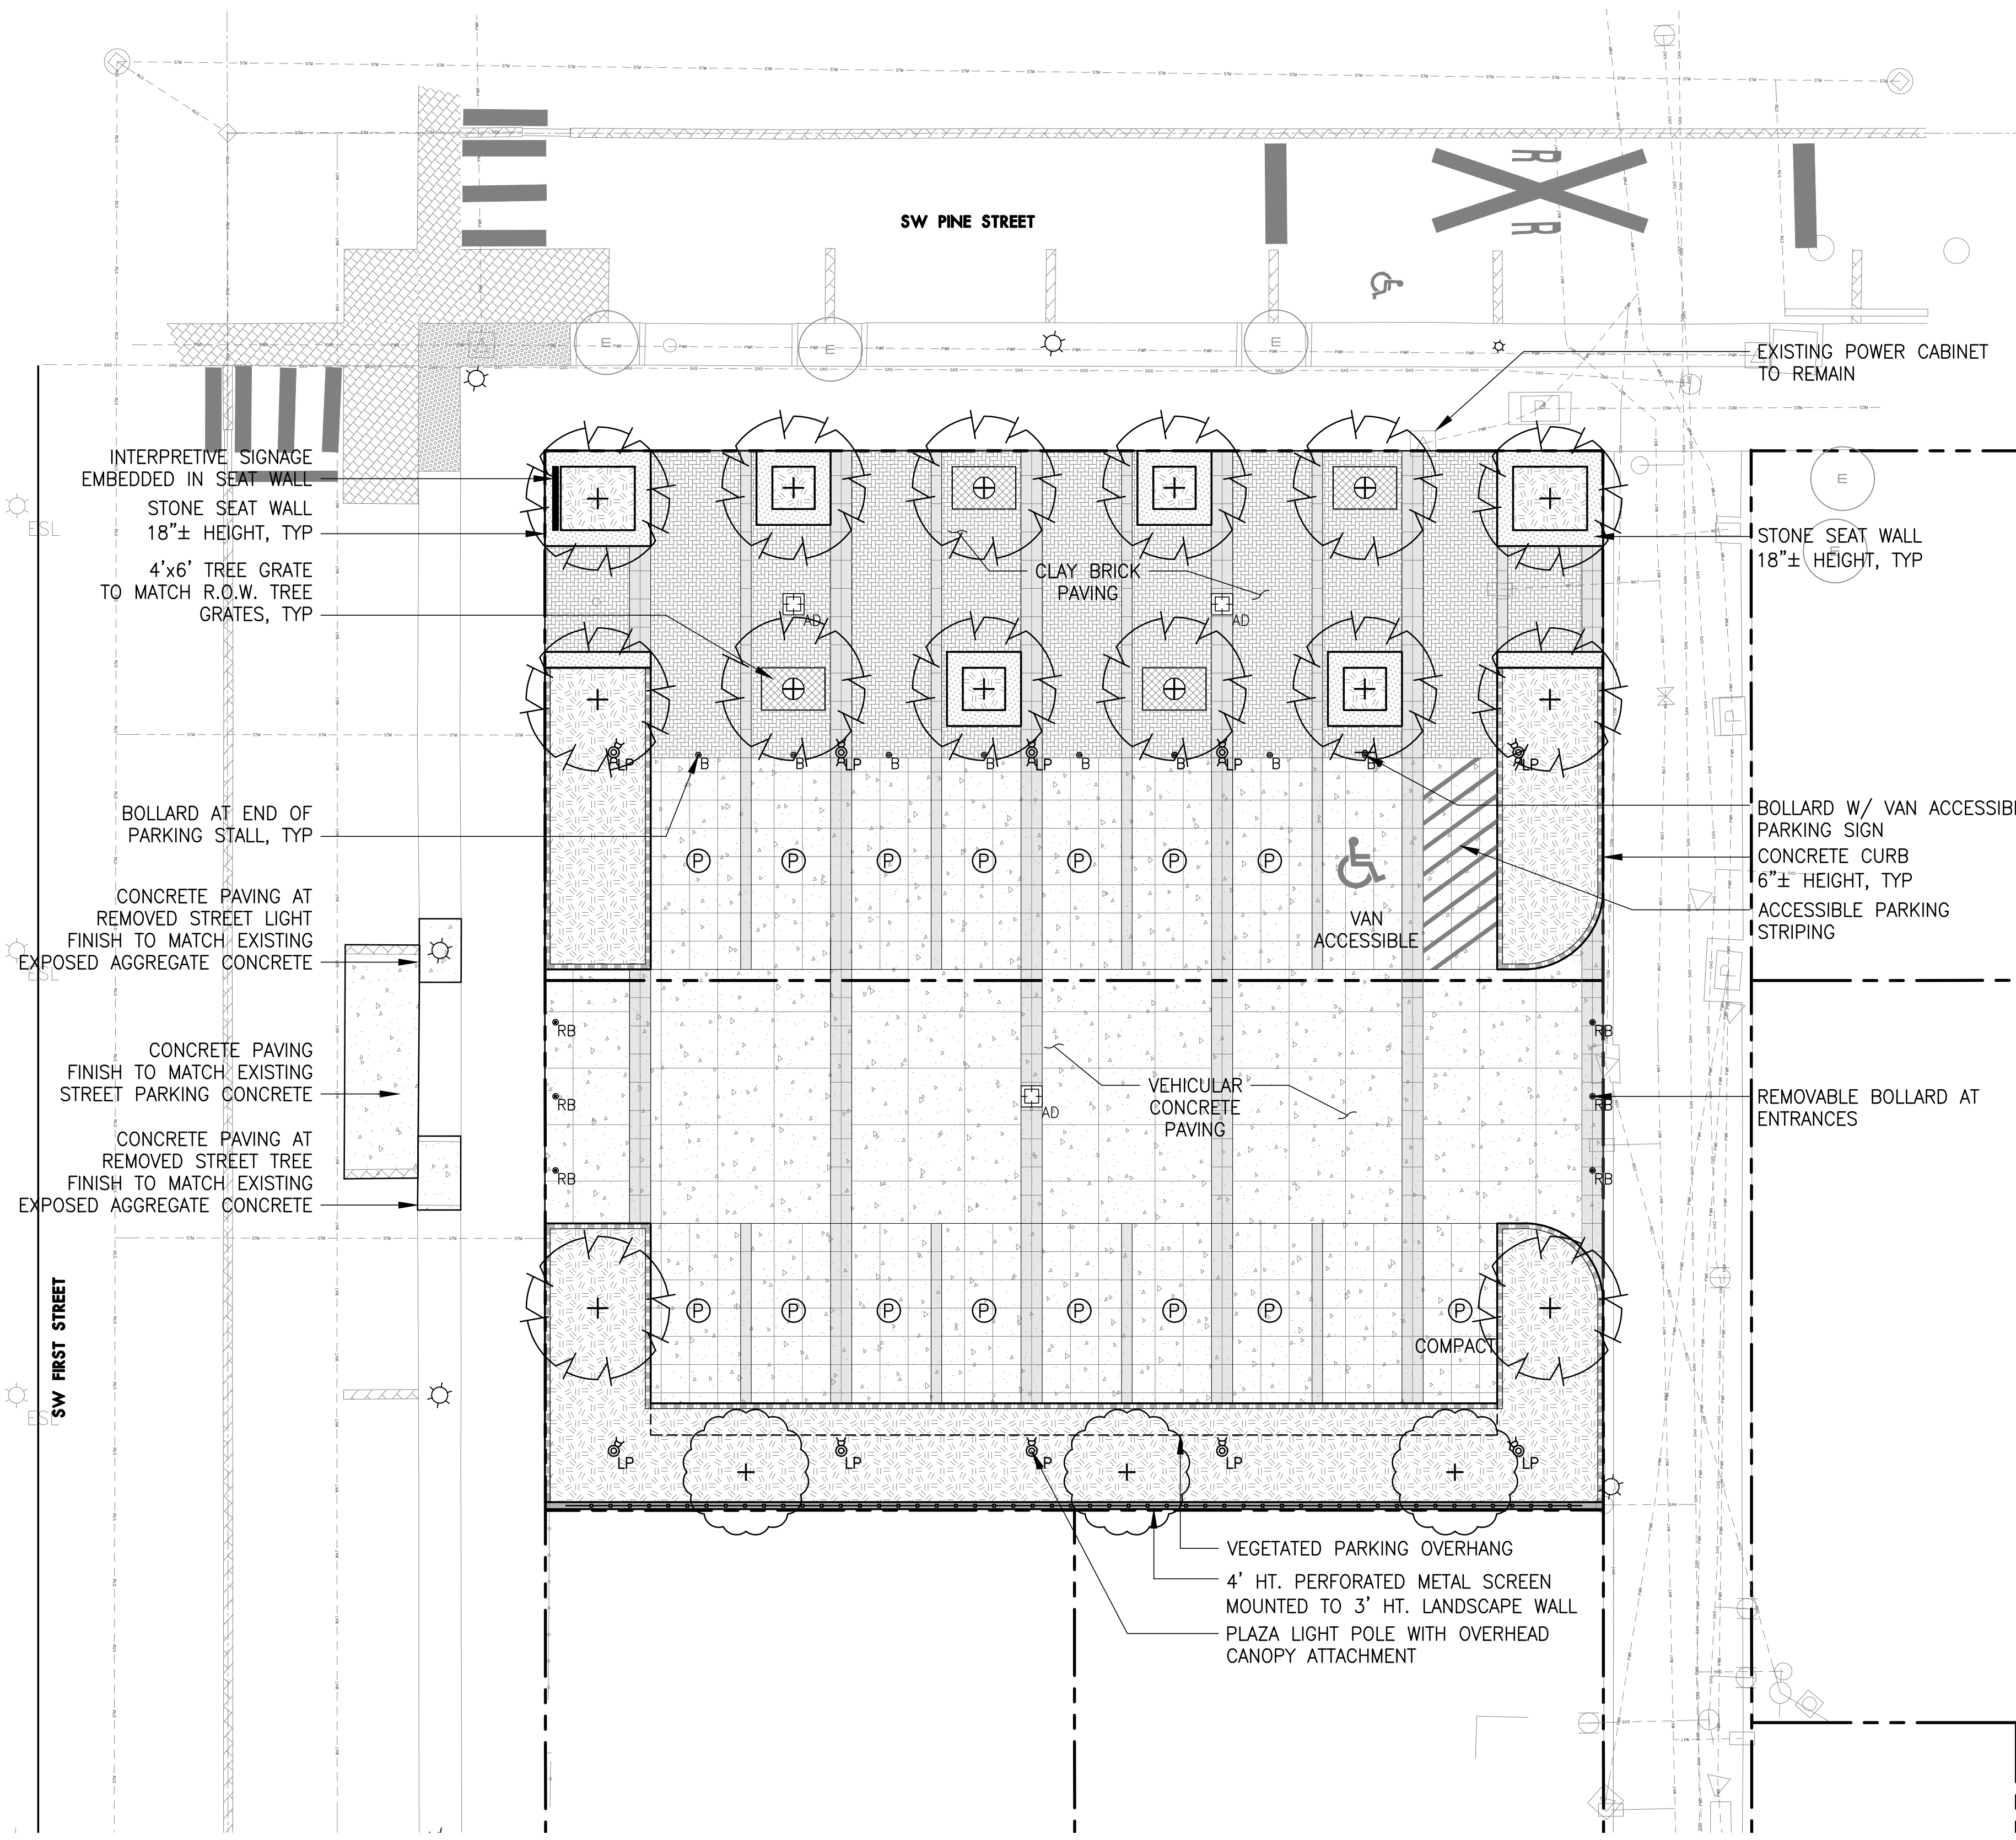 SW PINE STREET
EXISTING POWER CABINET
TO REMAIN
INTERPRETIVE SIGNAGE
EMBEDDED IN SEAT WALL
STONE SEAT WALL
18"± HEIGHT, TYP
4'x6' TREE GRATE
TO MATCH R.O.W. TREE
GRATES, TYP
CLAY BRICK
PAVING
STONE SEAT WALL
18"± HEIGHT, TYP
ESL
E
E
E
E
E
R
R
P
P
P
AD
AD
LP
B
B
LP
B
B
LP
B
B
LP
B
B
LP
BOLLARD AT END OF
PARKING STALL, TYP
BOLLARD W/ VAN ACCESSIBL
PARKING SIGN
CONCRETE CURB
6"± HEIGHT, TYP
ACCESSIBLE PARKING
STRIPING
P
P
P
P
P
P
P
VAN
ACCESSIBLE
CONCRETE PAVING AT
REMOVED STREET LIGHT
FINISH TO MATCH EXISTING
EXPOSED AGGREGATE CONCRETE
ESL
CONCRETE PAVING
FINISH TO MATCH EXISTING
STREET PARKING CONCRETE
CONCRETE PAVING AT
REMOVED STREET TREE
FINISH TO MATCH EXISTING
EXPOSED AGGREGATE CONCRETE
RB
RB
RB
RB
RB
RB
AD
VEHICULAR
CONCRETE
PAVING
REMOVABLE BOLLARD AT
ENTRANCES
P
P
P
P
P
P
P
P
COMPACT
SW FIRST STREET
ESL
LP
LP
LP
LP
LP
VEGETATED PARKING OVERHANG
4' HT. PERFORATED METAL SCREEN
MOUNTED TO 3' HT. LANDSCAPE WALL
PLAZA LIGHT POLE WITH OVERHEAD
CANOPY ATTACHMENT